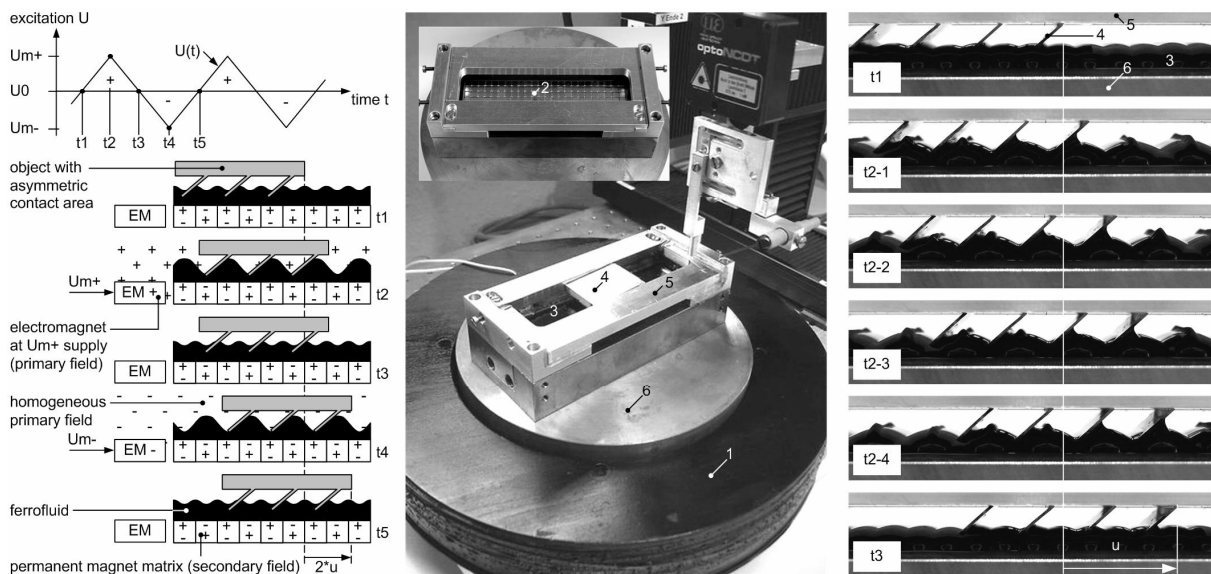 excitation U
Um+
U(t)
+
+
U0
time t
-
-
Um-
t1 t2 t3 t4 t5
object with
asymmetric
contact area
EM
+ - + - + - + - +
- + - + - + - + -
t1
Um+
EM +
+ - + - + - + - +
- + - + - + - + -
t2
electromagnet
at Um+ supply
(primary field)
EM
+ - + - + - + - +
- + - + - + - + -
t3
homogeneous
primary field
Um-
EM -
+ - + - + - + - +
- + - + - + - + -
t4
ferrofluid
EM
+ - + - + - + - +
- + - + - + - + -
t5
permanent magnet matrix (secondary field)
2*u
Y Ende 2
optoNCDT
2
4
5
3
6
1
5
4
3
6
t1
t2-1
t2-2
t2-3
t2-4
t3
u